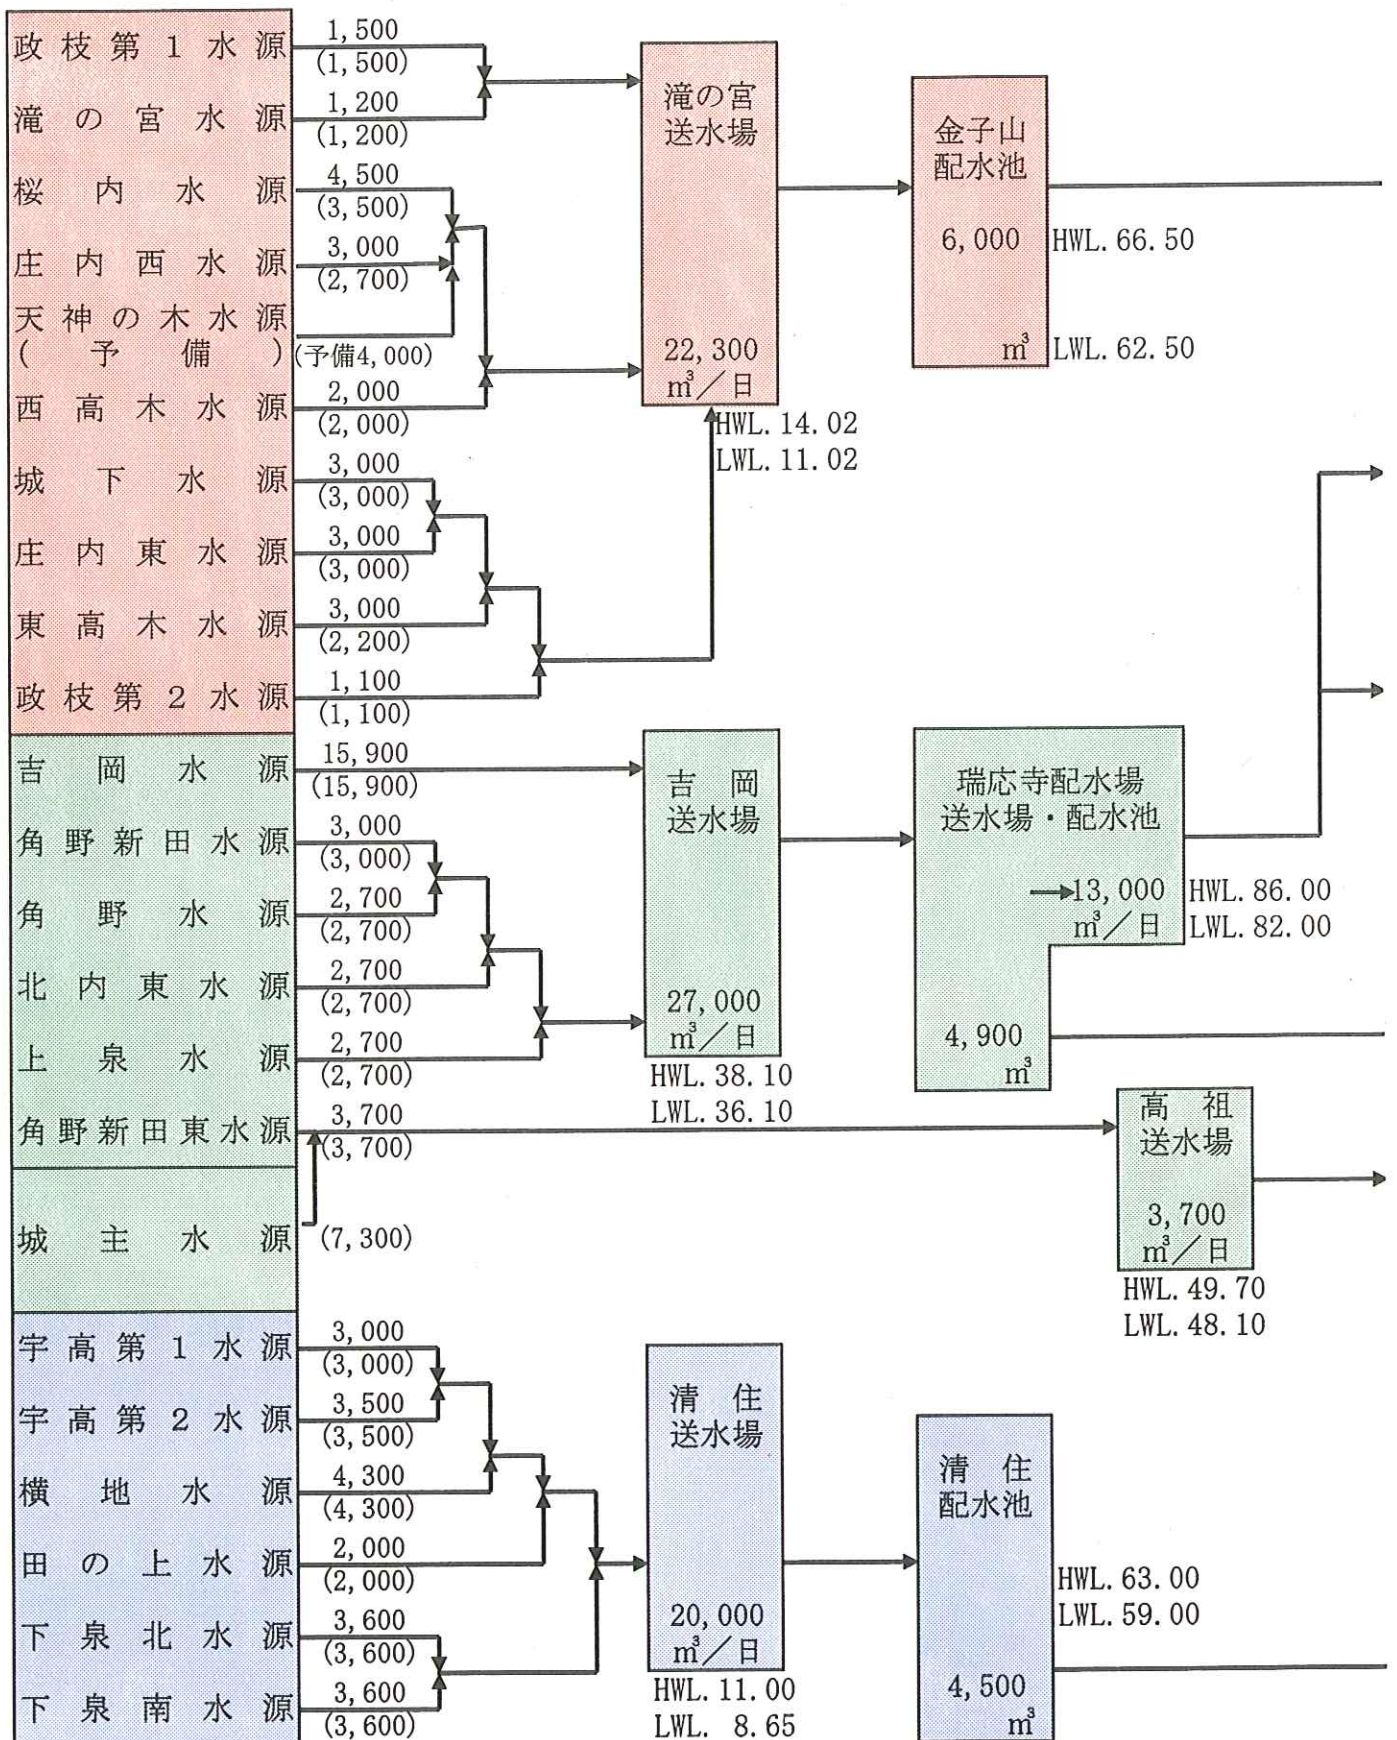 政枝第1水源
1,500
(1,500)
滝の宮水源
1,200
(1,200)
桜内水源
4,500
(3,500)
庄内西水源
3,000
(2,700)
天神の木水源
(予備)
(予備4,000)
西高木水源
2,000
(2,000)
城下水源
3,000
(3,000)
庄内東水源
3,000
(3,000)
東高木水源
3,000
(2,200)
政枝第2水源
1,100
(1,100)
滝の宮
送水場
22,300
m³/日
HWL.14.02
LWL.11.02
金子山
配水池
6,000
m³
HWL.66.50
LWL.62.50
吉岡水源
15,900
(15,900)
角野新田水源
3,000
(3,000)
角野水源
2,700
(2,700)
北内東水源
2,700
(2,700)
上泉水源
2,700
(2,700)
角野新田東水源
3,700
(3,700)
城主水源
(7,300)
吉岡
送水場
27,000
m³/日
HWL.38.10
LWL.36.10
瑞応寺配水場
送水場・配水池
13,000
m³/日
HWL.86.00
LWL.82.00
4,900
m³
高祖
送水場
3,700
m³/日
HWL.49.70
LWL.48.10
宇高第1水源
3,000
(3,000)
宇高第2水源
3,500
(3,500)
横地水源
4,300
(4,300)
田の上水源
2,000
(2,000)
下泉北水源
3,600
(3,600)
下泉南水源
3,600
(3,600)
清住
送水場
20,000
m³/日
HWL.11.00
LWL. 8.65
清住
配水池
HWL.63.00
LWL.59.00
4,500
m³